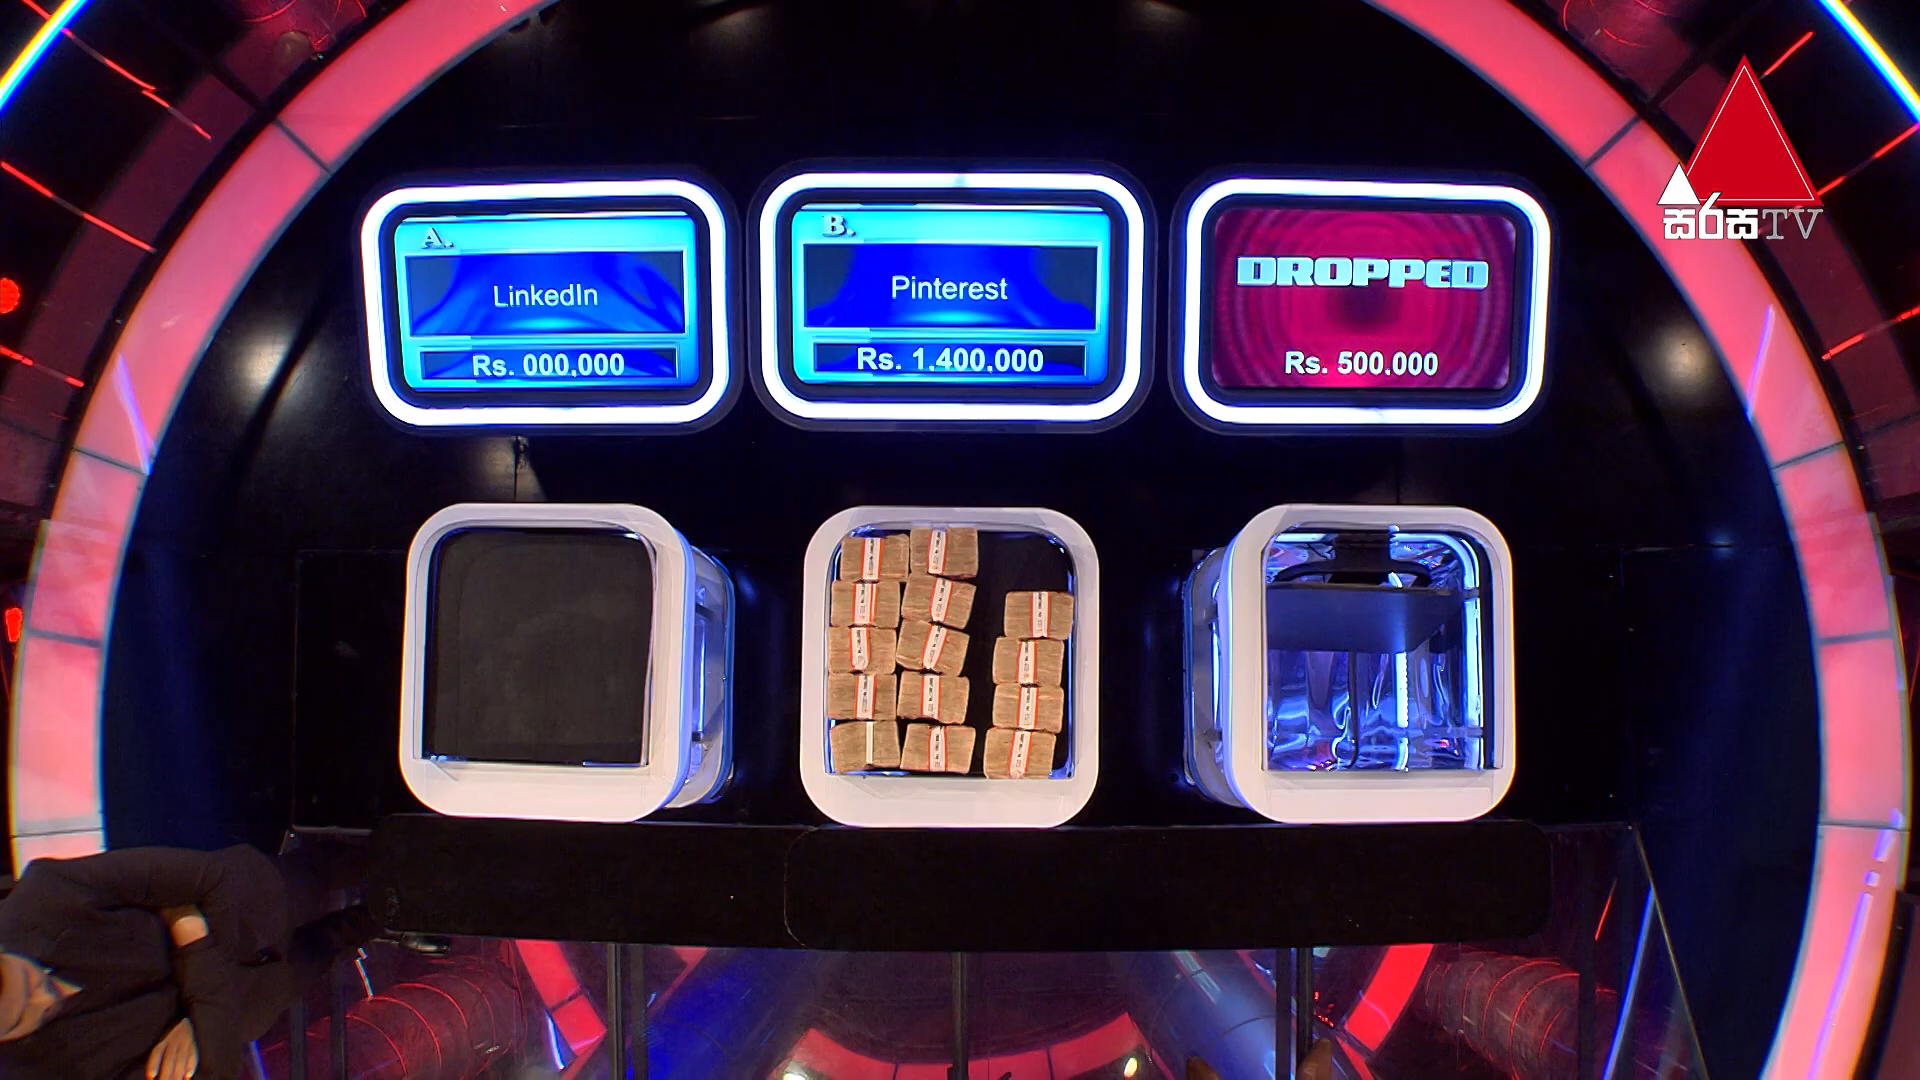 A.
LinkedIn
Rs. 000,000
B.
Pinterest
Rs. 1,400,000
DROPPED
Rs. 500,000
සිරස TV